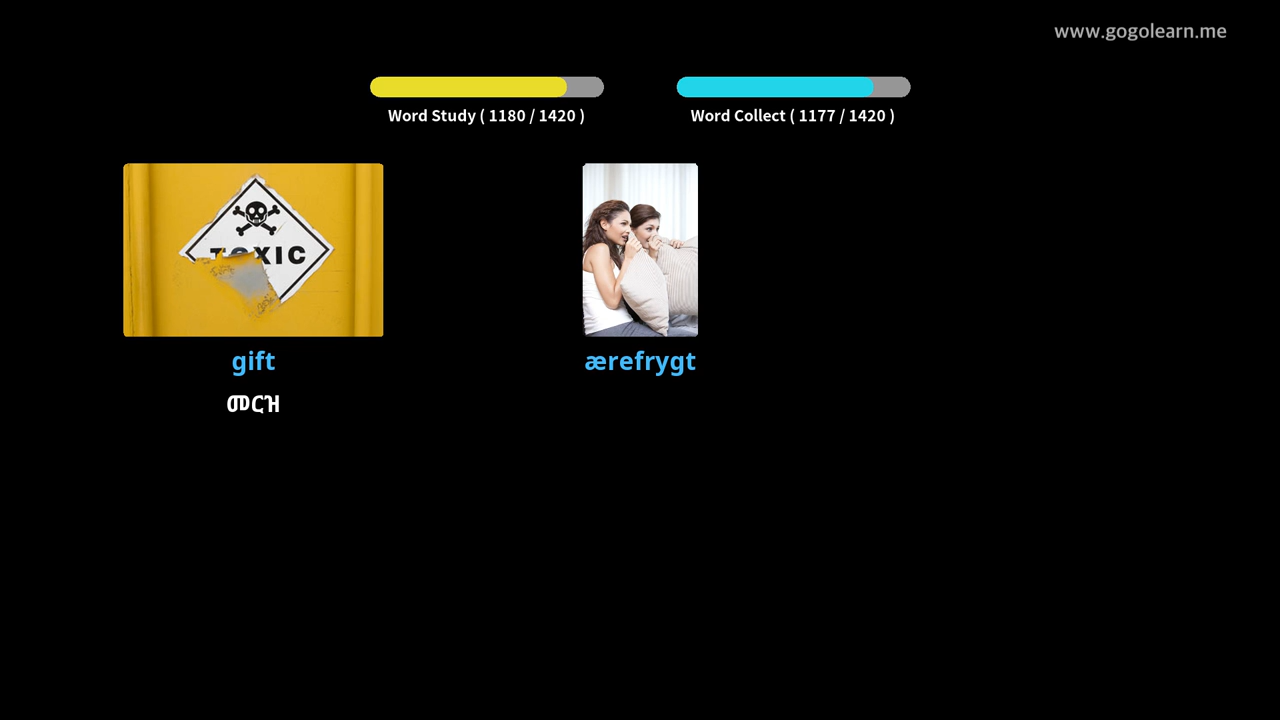 www.gogolearn.me
Word Study ( 1180 / 1420 )
Word Collect ( 1177 / 1420 )
TOXIC
gift
መርዝ
ærefrygt